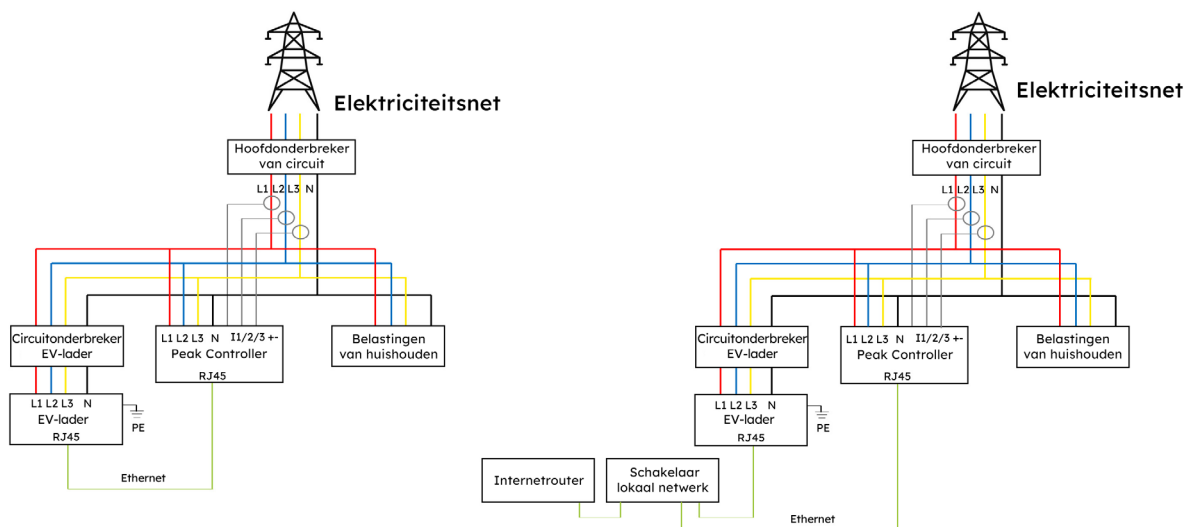 Elektriciteitsnet
Hoofdonderbreker
van circuit
L1 L2 L3 N
Circuitonderbreker
EV-lader
L1 L2 L3 N I1/2/3 +-
Peak Controller
RJ45
Belastingen
van huishouden
L1 L2 L3 N
EV-lader
RJ45
PE
Ethernet
Elektriciteitsnet
Hoofdonderbreker
van circuit
L1 L2 L3 N
Circuitonderbreker
EV-lader
L1 L2 L3 N I1/2/3 +-
Peak Controller
RJ45
Belastingen
van huishouden
L1 L2 L3 N
EV-lader
RJ45
PE
Internetrouter
Schakelaar
lokaal netwerk
Ethernet